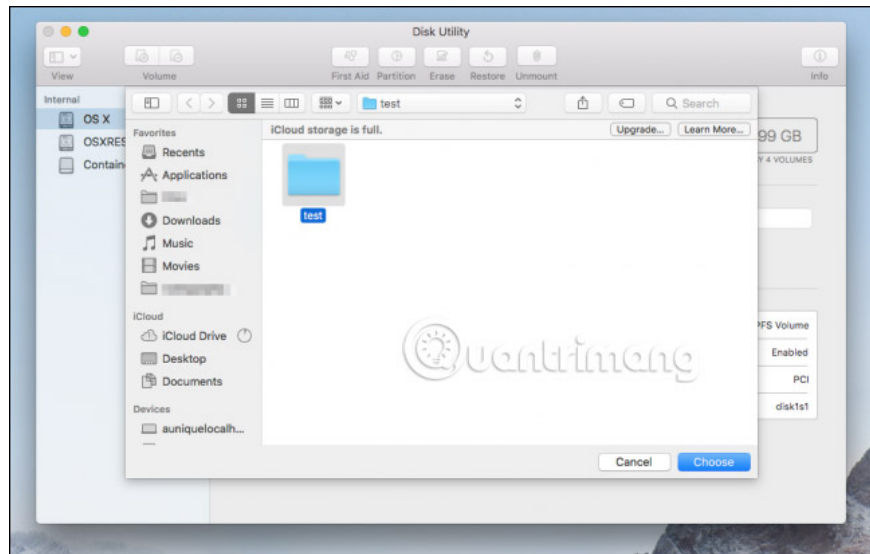 Disk Utility
View Volume First Aid Partition Erase Restore Unmount Info
Internal
OS X
OSXRES
Contain
test
Search
iCloud storage is full.
Upgrade... Learn More...
Favorites
Recents
Applications
Downloads
Music
Movies
iCloud
iCloud Drive
Desktop
Documents
Devices
auniquelocalh...
test
Quantrimang
99 GB
Y 4 VOLUMES
PFS Volume
Enabled
PCI
disk1s1
Cancel Choose